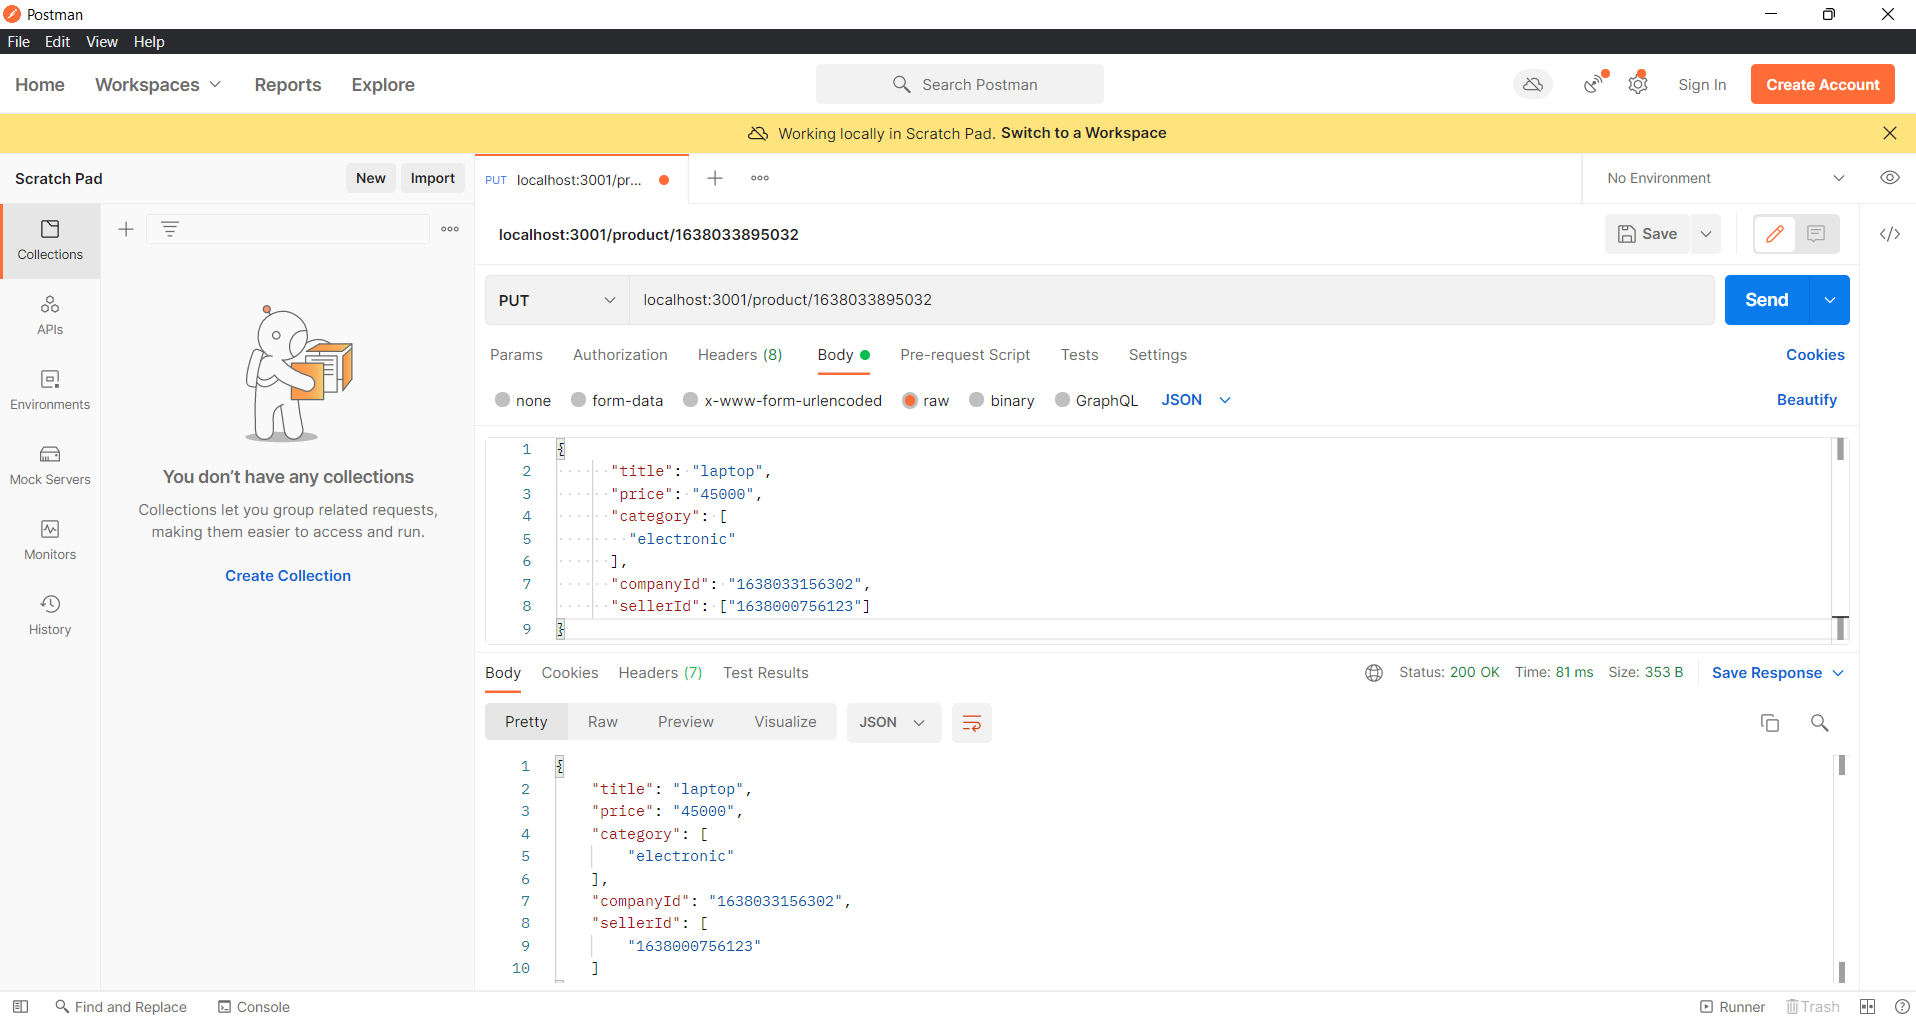 Postman
File Edit View Help
Home Workspaces Reports Explore Search Postman Sign In Create Account
Working locally in Scratch Pad. Switch to a Workspace
Scratch Pad New Import PUT localhost:3001/pr... No Environment
Collections
APIs
Environments
Mock Servers
Monitors
History
You don’t have any collections
Collections let you group related requests,
making them easier to access and run.
Create Collection
localhost:3001/product/1638033895032 Save
PUT localhost:3001/product/1638033895032 Send
Params Authorization Headers (8) Body Pre-request Script Tests Settings Cookies
none form-data x-www-form-urlencoded raw binary GraphQL JSON Beautify
1 {
2 "title": "laptop",
3 "price": "45000",
4 "category": [
5 "electronic"
6 ],
7 "companyId": "1638033156302",
8 "sellerId": ["1638000756123"]
9 }
Body Cookies Headers (7) Test Results Status: 200 OK Time: 81 ms Size: 353 B Save Response
Pretty Raw Preview Visualize JSON
1 {
2 "title": "laptop",
3 "price": "45000",
4 "category": [
5 "electronic"
6 ],
7 "companyId": "1638033156302",
8 "sellerId": [
9 "1638000756123"
10 ]
Find and Replace Console Runner Trash